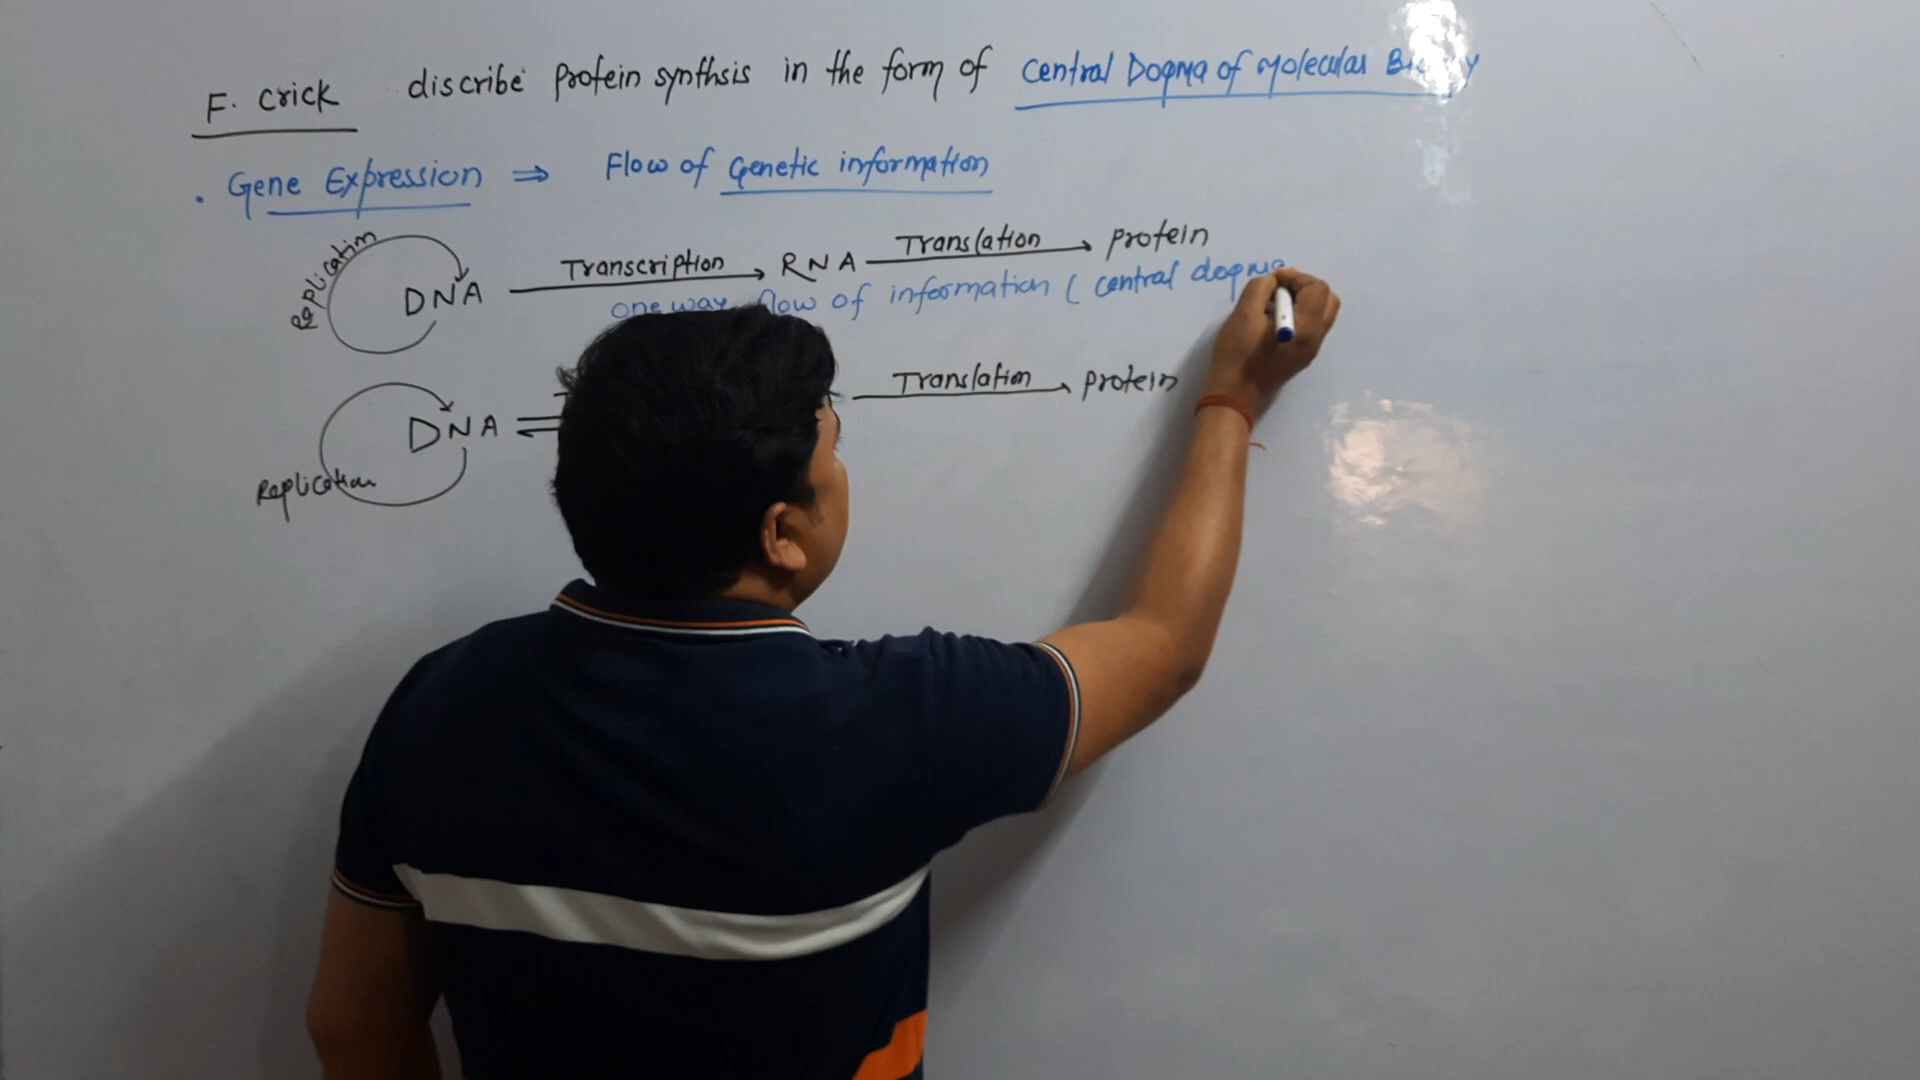 F. Crick discribe protein synthsis in the form of Central Dogma of Molecular
. Gene Expression ⇒ Flow of Genetic information
Replication DNA Transcription → RNA Translation → protein
one way flow of information ( central dogma
Replication DNA Translation → protein